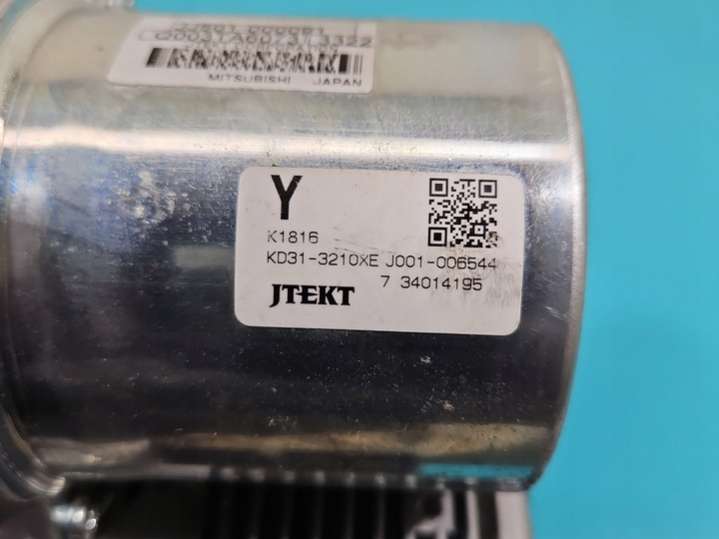 MITSUBISHI JAPAN
Y
K1816
KD31-3210XE J001-006544
7 34014195
JTEKT